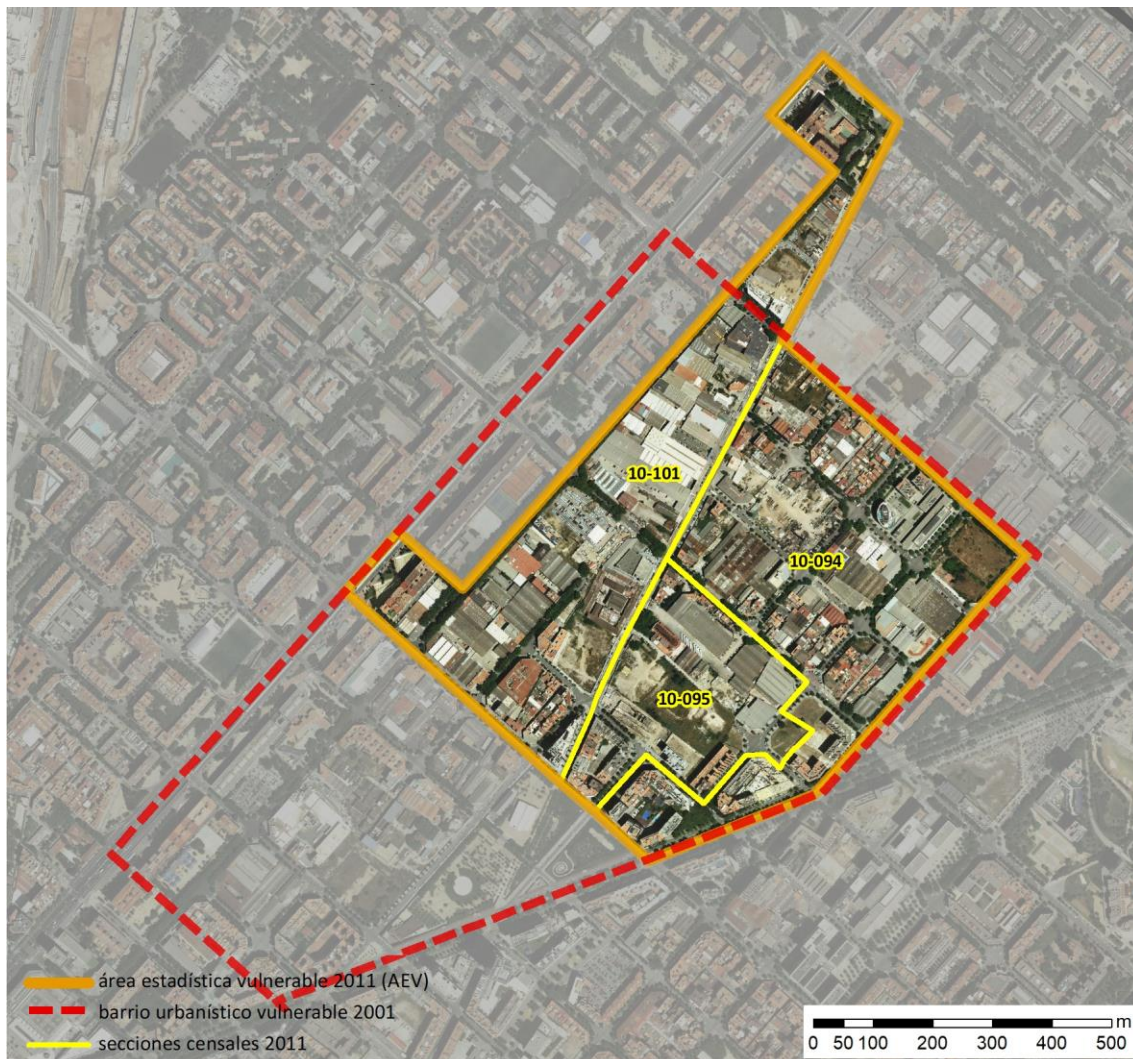 10-101
10-094
10-095
área estadística vulnerable 2011 (AEV)
barrio urbanístico vulnerable 2001
secciones censales 2011
m
0 50 100 200 300 400 500